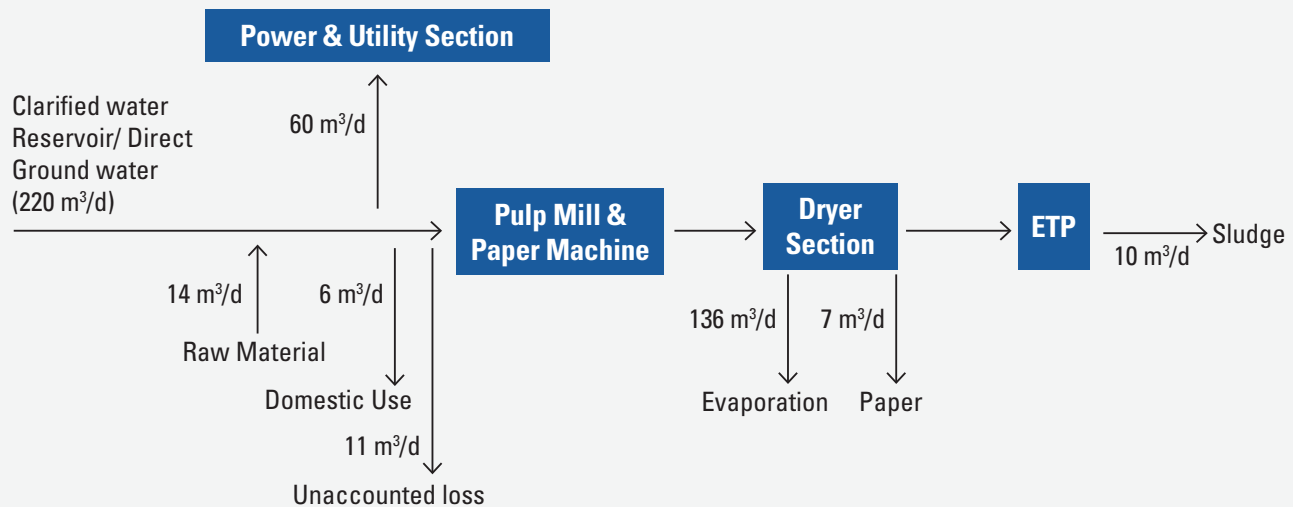 Power & Utility Section
Clarified water
Reservoir/ Direct
Ground water
(220 m³/d)
60 m³/d
Pulp Mill &
Paper Machine
Dryer
Section
ETP
Sludge
10 m³/d
14 m³/d
6 m³/d
136 m³/d
7 m³/d
Raw Material
Domestic Use
Evaporation
Paper
11 m³/d
Unaccounted loss